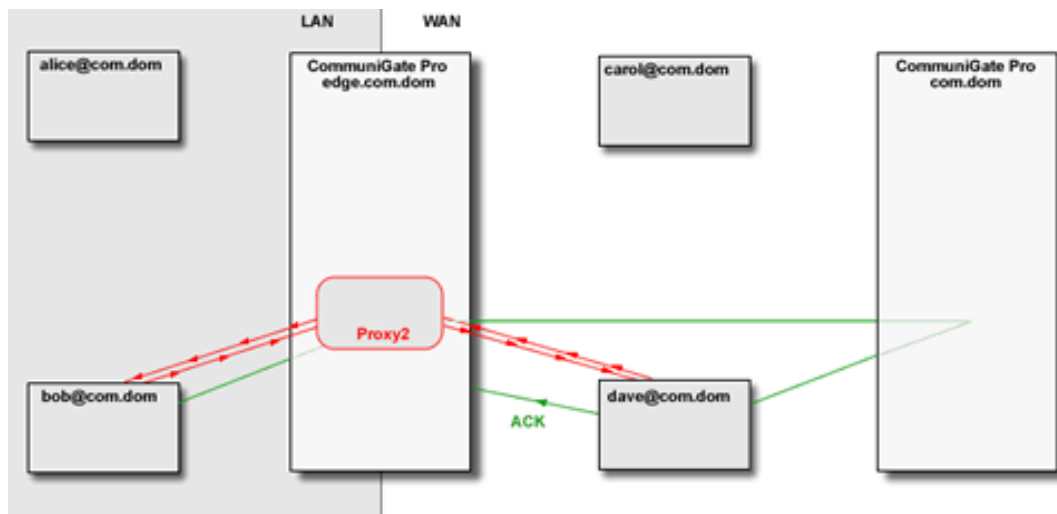 LAN
WAN
alice@com.dom
CommuniGate Pro
edge.com.dom
carol@com.dom
CommuniGate Pro
com.dom
Proxy2
bob@com.dom
dave@com.dom
ACK